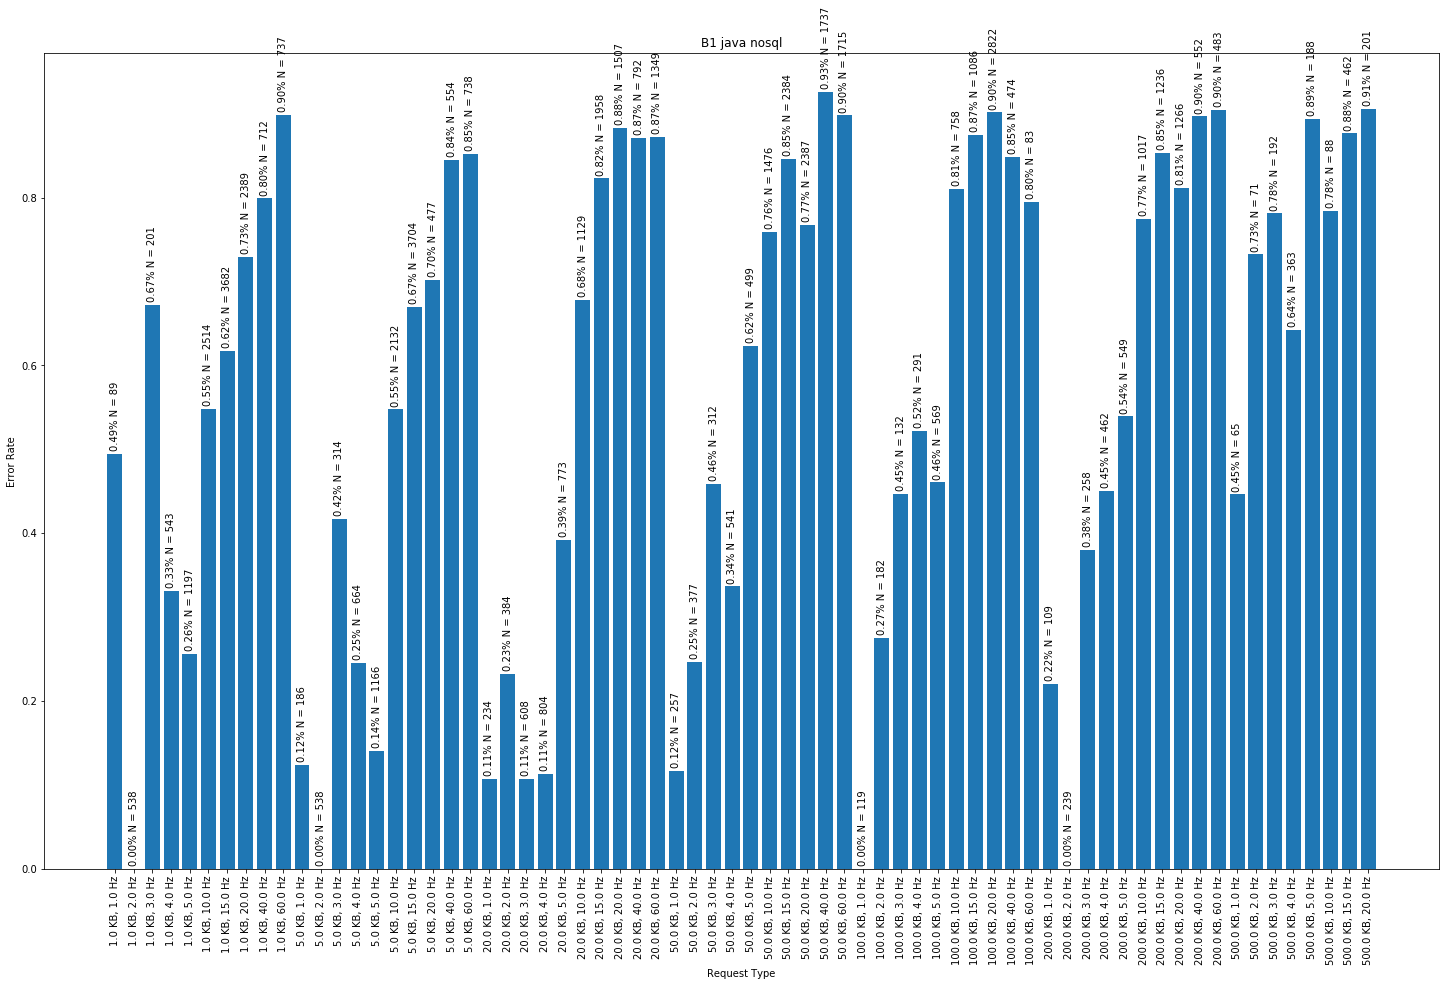 B1 java nosql
Error Rate
0.8
0.6
0.4
0.2
0.0
0.49% N = 89
0.00% N = 538
0.67% N = 201
0.33% N = 543
0.26% N = 1197
0.55% N = 2514
0.62% N = 3682
0.73% N = 2389
0.80% N = 712
0.90% N = 737
0.12% N = 186
0.00% N = 538
0.42% N = 314
0.25% N = 664
0.14% N = 1166
0.55% N = 2132
0.67% N = 3704
0.70% N = 477
0.84% N = 554
0.85% N = 738
0.11% N = 234
0.23% N = 384
0.11% N = 608
0.11% N = 804
0.39% N = 773
0.68% N = 1129
0.82% N = 1958
0.88% N = 1507
0.87% N = 792
0.87% N = 1349
0.12% N = 257
0.25% N = 377
0.46% N = 312
0.34% N = 541
0.62% N = 499
0.76% N = 1476
0.85% N = 2384
0.77% N = 2387
0.93% N = 1737
0.90% N = 1715
0.00% N = 119
0.27% N = 182
0.45% N = 132
0.52% N = 291
0.46% N = 569
0.81% N = 758
0.87% N = 1086
0.90% N = 2822
0.85% N = 474
0.80% N = 83
0.22% N = 109
0.00% N = 239
0.38% N = 258
0.45% N = 462
0.54% N = 549
0.77% N = 1017
0.85% N = 1236
0.81% N = 1266
0.90% N = 552
0.90% N = 483
0.45% N = 65
0.73% N = 71
0.78% N = 192
0.64% N = 363
0.89% N = 188
0.78% N = 88
0.88% N = 462
0.91% N = 201
1.0 KB, 1.0 Hz
1.0 KB, 2.0 Hz
1.0 KB, 3.0 Hz
1.0 KB, 4.0 Hz
1.0 KB, 5.0 Hz
1.0 KB, 10.0 Hz
1.0 KB, 15.0 Hz
1.0 KB, 20.0 Hz
1.0 KB, 40.0 Hz
1.0 KB, 60.0 Hz
5.0 KB, 1.0 Hz
5.0 KB, 2.0 Hz
5.0 KB, 3.0 Hz
5.0 KB, 4.0 Hz
5.0 KB, 5.0 Hz
5.0 KB, 10.0 Hz
5.0 KB, 15.0 Hz
5.0 KB, 20.0 Hz
5.0 KB, 40.0 Hz
5.0 KB, 60.0 Hz
20.0 KB, 1.0 Hz
20.0 KB, 2.0 Hz
20.0 KB, 3.0 Hz
20.0 KB, 4.0 Hz
20.0 KB, 5.0 Hz
20.0 KB, 10.0 Hz
20.0 KB, 15.0 Hz
20.0 KB, 20.0 Hz
20.0 KB, 40.0 Hz
20.0 KB, 60.0 Hz
50.0 KB, 1.0 Hz
50.0 KB, 2.0 Hz
50.0 KB, 3.0 Hz
50.0 KB, 4.0 Hz
50.0 KB, 5.0 Hz
50.0 KB, 10.0 Hz
50.0 KB, 15.0 Hz
50.0 KB, 20.0 Hz
50.0 KB, 40.0 Hz
50.0 KB, 60.0 Hz
100.0 KB, 1.0 Hz
100.0 KB, 2.0 Hz
100.0 KB, 3.0 Hz
100.0 KB, 4.0 Hz
100.0 KB, 5.0 Hz
100.0 KB, 10.0 Hz
100.0 KB, 15.0 Hz
100.0 KB, 20.0 Hz
100.0 KB, 40.0 Hz
100.0 KB, 60.0 Hz
200.0 KB, 1.0 Hz
200.0 KB, 2.0 Hz
200.0 KB, 3.0 Hz
200.0 KB, 4.0 Hz
200.0 KB, 5.0 Hz
200.0 KB, 10.0 Hz
200.0 KB, 15.0 Hz
200.0 KB, 20.0 Hz
200.0 KB, 40.0 Hz
200.0 KB, 60.0 Hz
500.0 KB, 1.0 Hz
500.0 KB, 2.0 Hz
500.0 KB, 3.0 Hz
500.0 KB, 4.0 Hz
500.0 KB, 5.0 Hz
500.0 KB, 10.0 Hz
500.0 KB, 15.0 Hz
500.0 KB, 20.0 Hz
Request Type